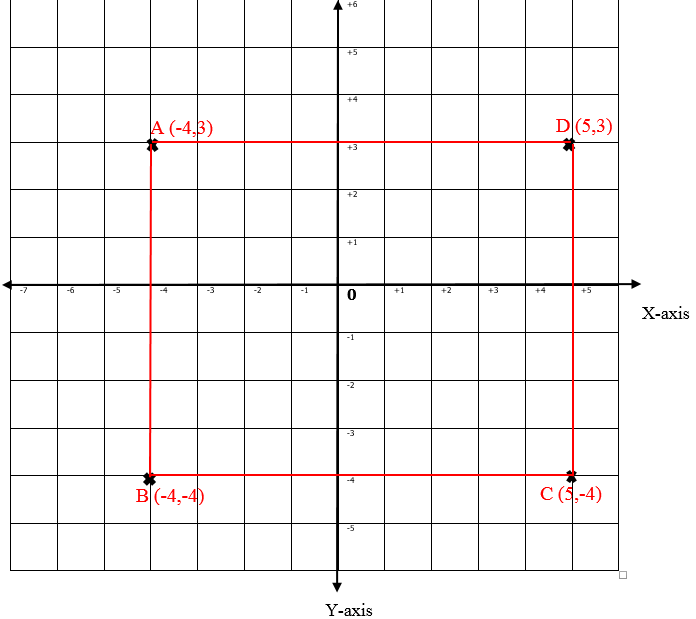 +6
+5
+4
A (-4,3)
D (5,3)
+3
+2
+1
-7 -6 -5 -4 -3 -2 -1 0 +1 +2 +3 +4 +5
X-axis
-1
-2
-3
-4
B (-4,-4)
C (5,-4)
-5
Y-axis